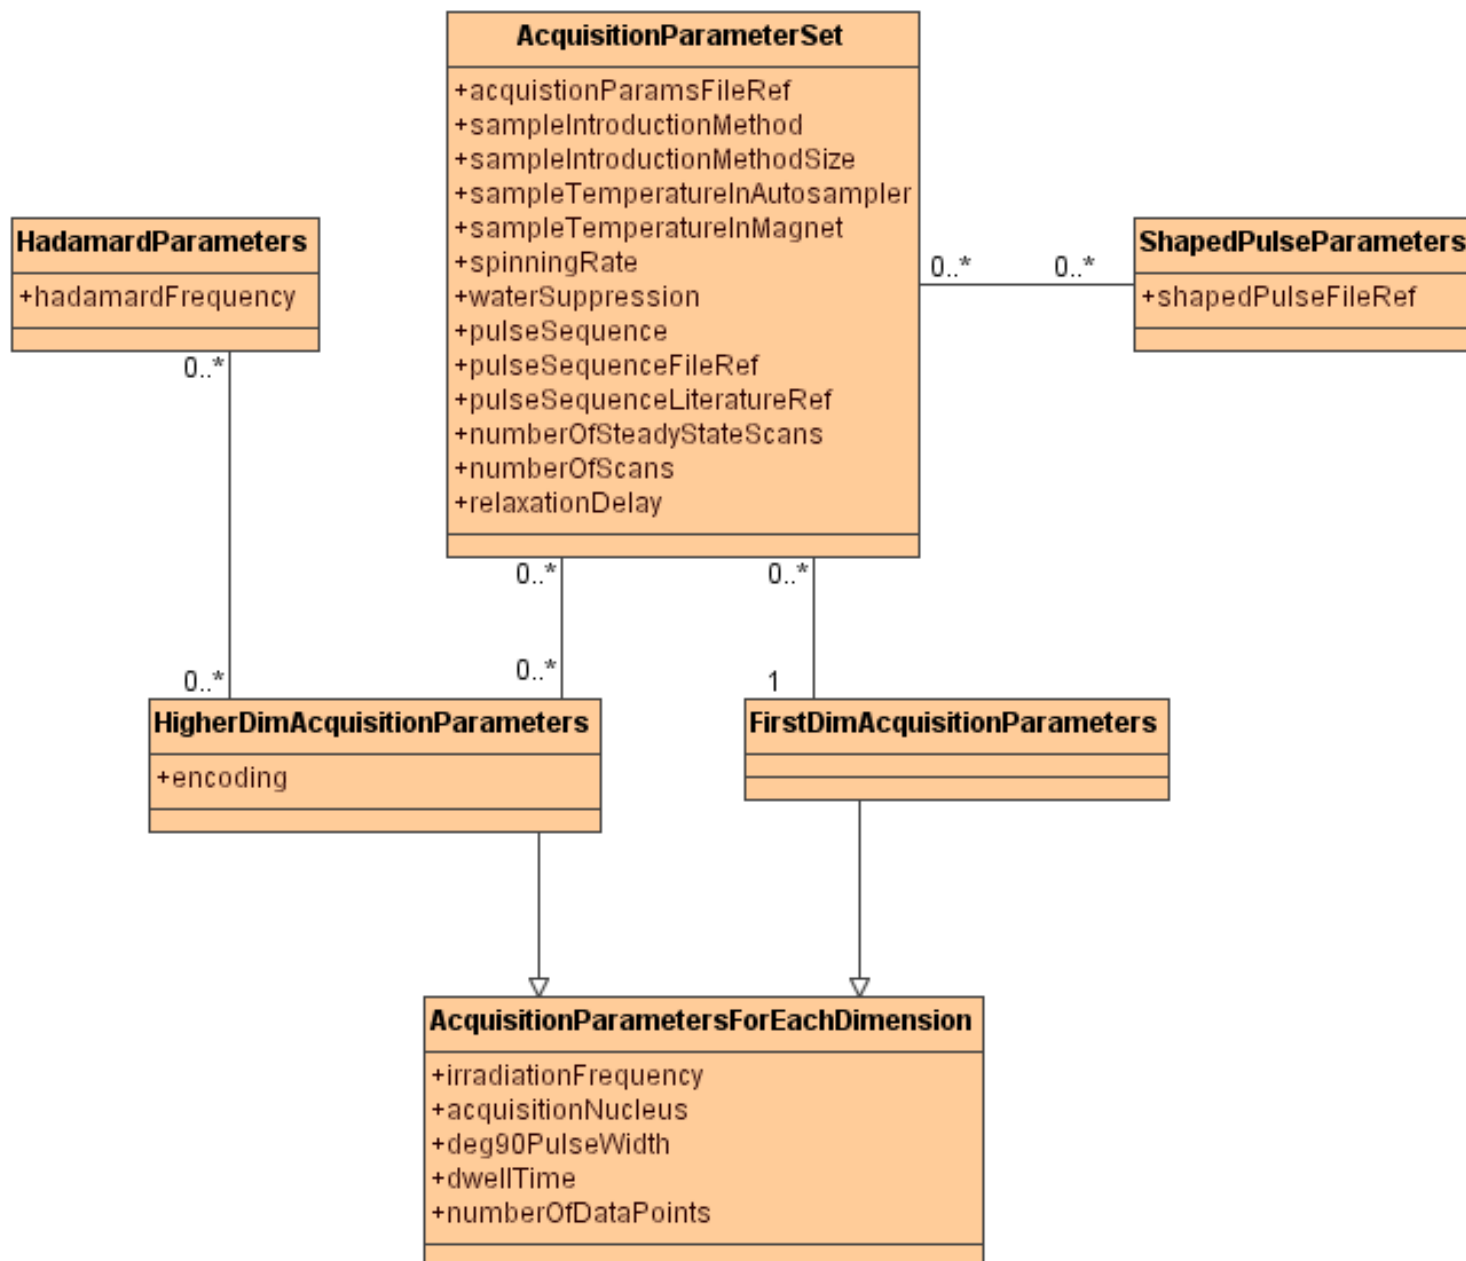 AcquisitionParameterSet
+acquistionParamsFileRef
+sampleIntroductionMethod
+sampleIntroductionMethodSize
+sampleTemperatureInAutosampler
+sampleTemperatureInMagnet
+spinningRate
+waterSuppression
+pulseSequence
+pulseSequenceFileRef
+pulseSequenceLiteratureRef
+numberOfSteadyStateScans
+numberOfScans
+relaxationDelay
HadamardParameters
+hadamardFrequency
0..*
0..*
ShapedPulseParameters
+shapedPulseFileRef
0..*
0..*
0..*
0..*
0..*
1
HigherDimAcquisitionParameters
+encoding
FirstDimAcquisitionParameters
AcquisitionParametersForEachDimension
+irradiationFrequency
+acquisitionNucleus
+deg90PulseWidth
+dwellTime
+numberOfDataPoints